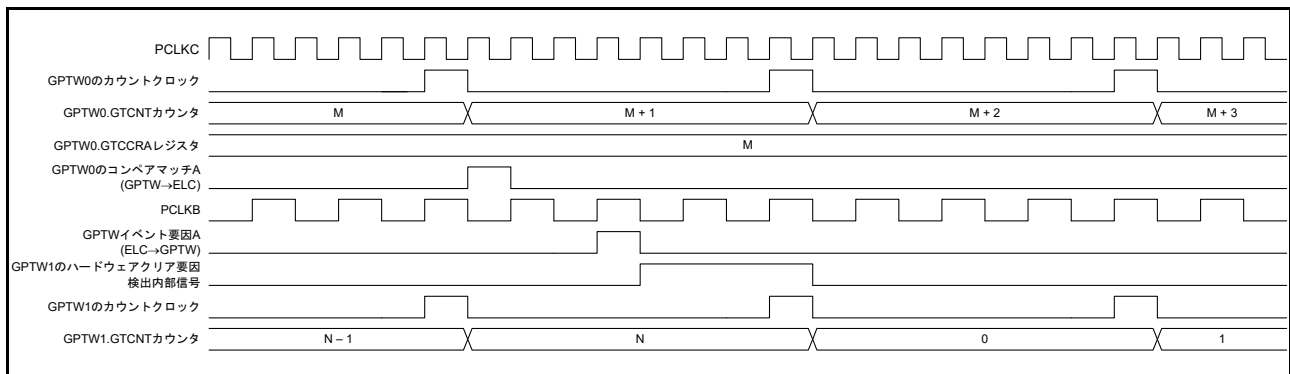 PCLKC
GPTW0のカウントクロック
GPTW0.GTCNTカウンタ
M
M + 1
M + 2
M + 3
GPTW0.GTCCRAレジスタ
M
GPTW0のコンペアマッチA
(GPTW→ELC)
PCLKB
GPTWイベント要因A
(ELC→GPTW)
GPTW1のハードウェアクリア要因
検出内部信号
GPTW1のカウントクロック
GPTW1.GTCNTカウンタ
N – 1
N
0
1